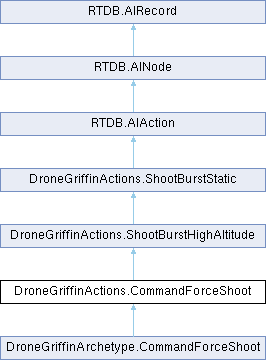 RTDB.AIRecord
RTDB.AINode
RTDB.AIAction
DroneGriffinActions.ShootBurstStatic
DroneGriffinActions.ShootBurstHighAltitude
DroneGriffinActions.CommandForceShoot
DroneGriffinArchetype.CommandForceShoot